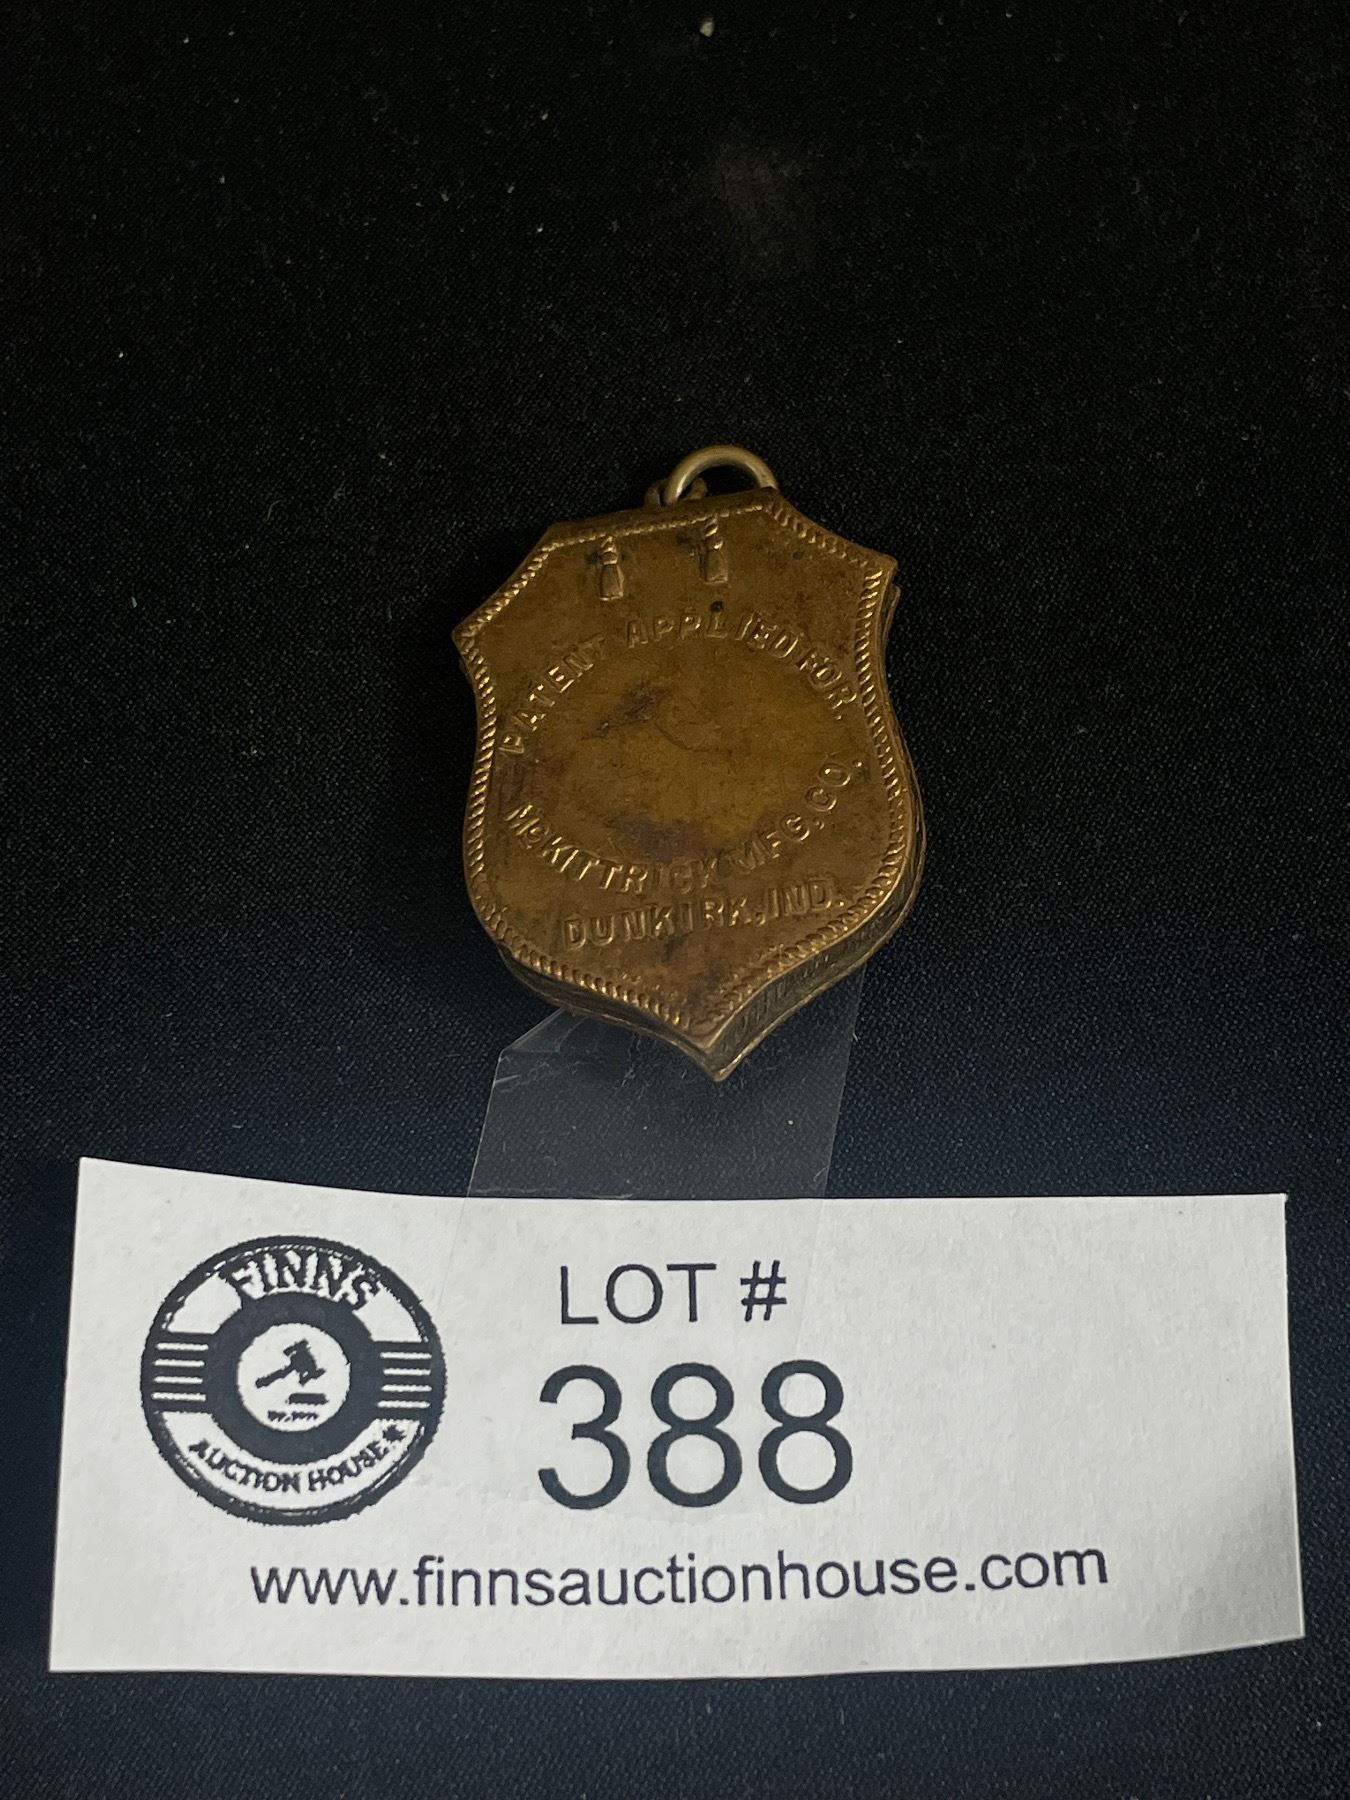 PATENT APPLIED FOR.
McKITTRICK MFG. CO.
DUNKIRK, IND.
FINNS
AUCTION HOUSE
LOT #
388
www.finnsauctionhouse.com